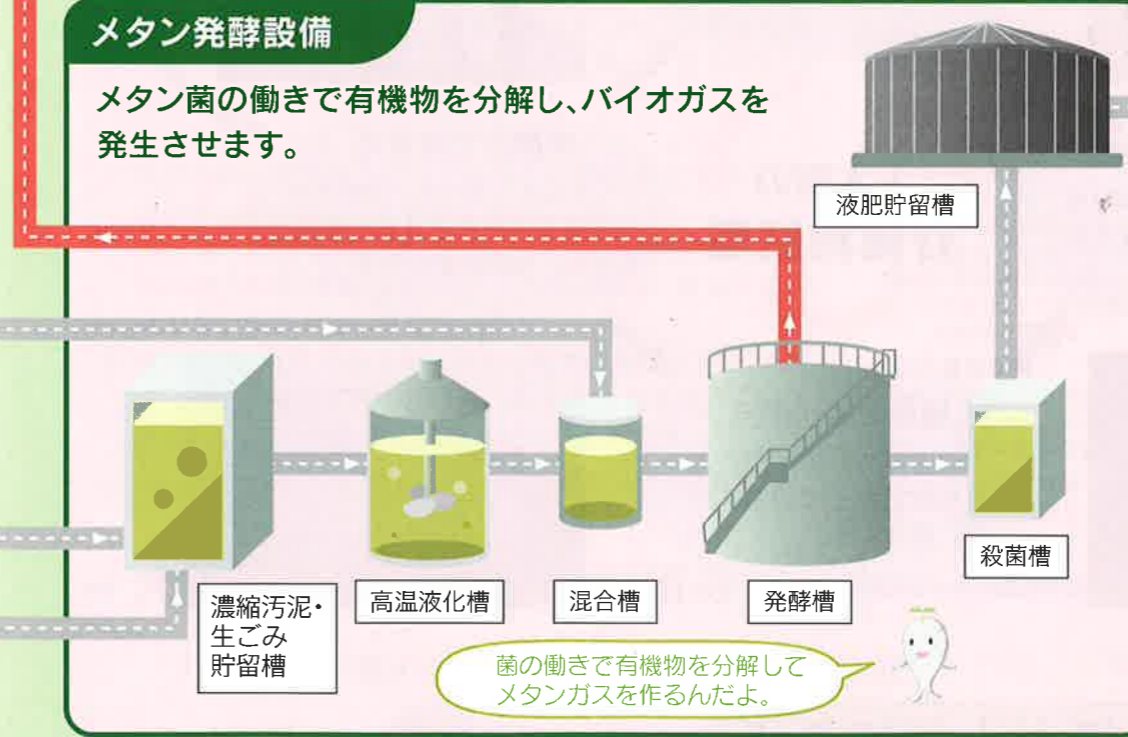 メタン発酵設備
メタン菌の働きで有機物を分解し、バイオガスを
発生させます。
液肥貯留槽
濃縮汚泥・
生ごみ
貯留槽
高温液化槽
混合槽
発酵槽
殺菌槽
菌の働きで有機物を分解して
メタンガスを作るんだよ。